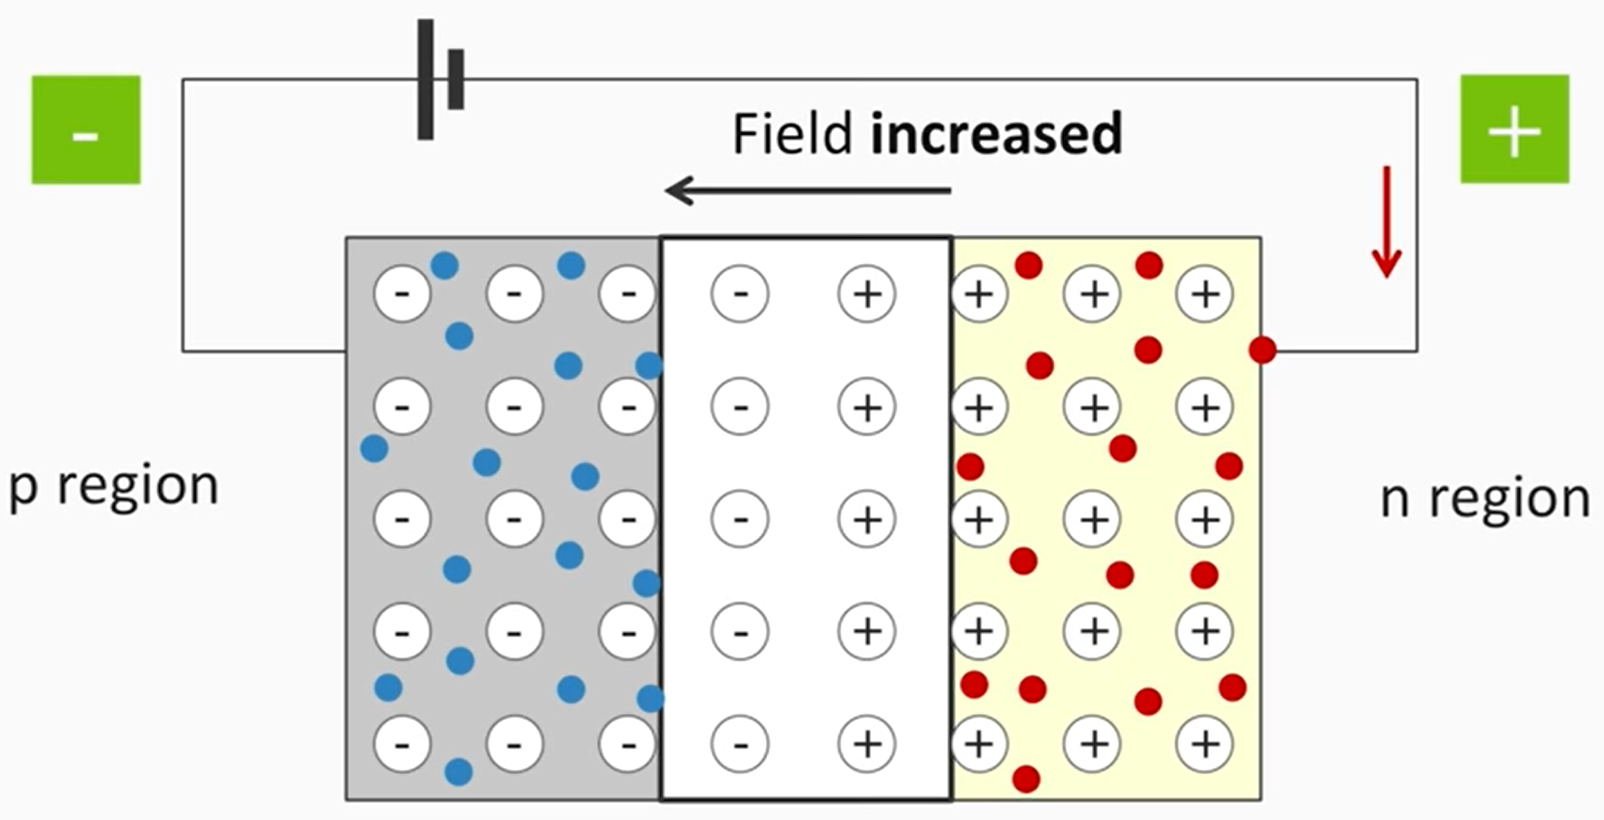 -
+
Field increased
- - - - + + + +
- - - - + + + +
p region
n region
- - - - + + + +
- - - - + + + +
- - - - + + + +